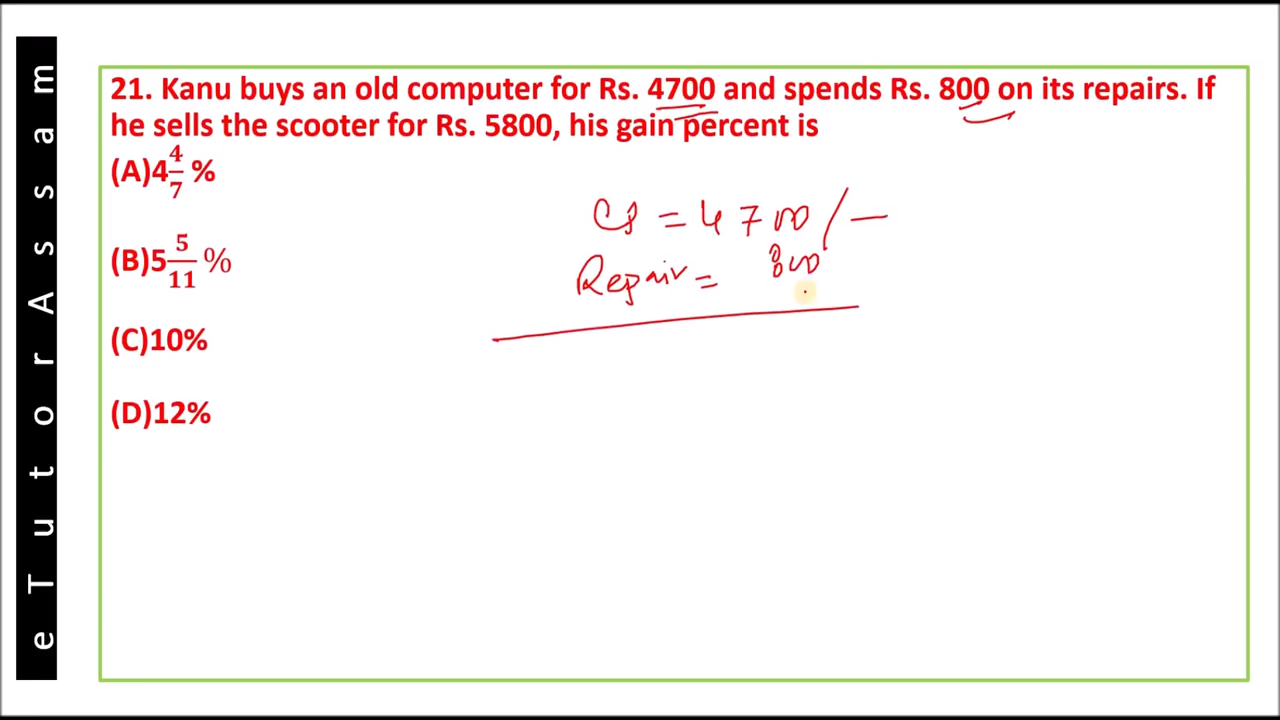 21. Kanu buys an old computer for Rs. 4700 and spends Rs. 800 on its repairs. If
he sells the scooter for Rs. 5800, his gain percent is
(A)4 4/7 %
(B)5 5/11 %
(C)10%
(D)12%
CP = 4700/-
Repair = 800
eTutorAssam